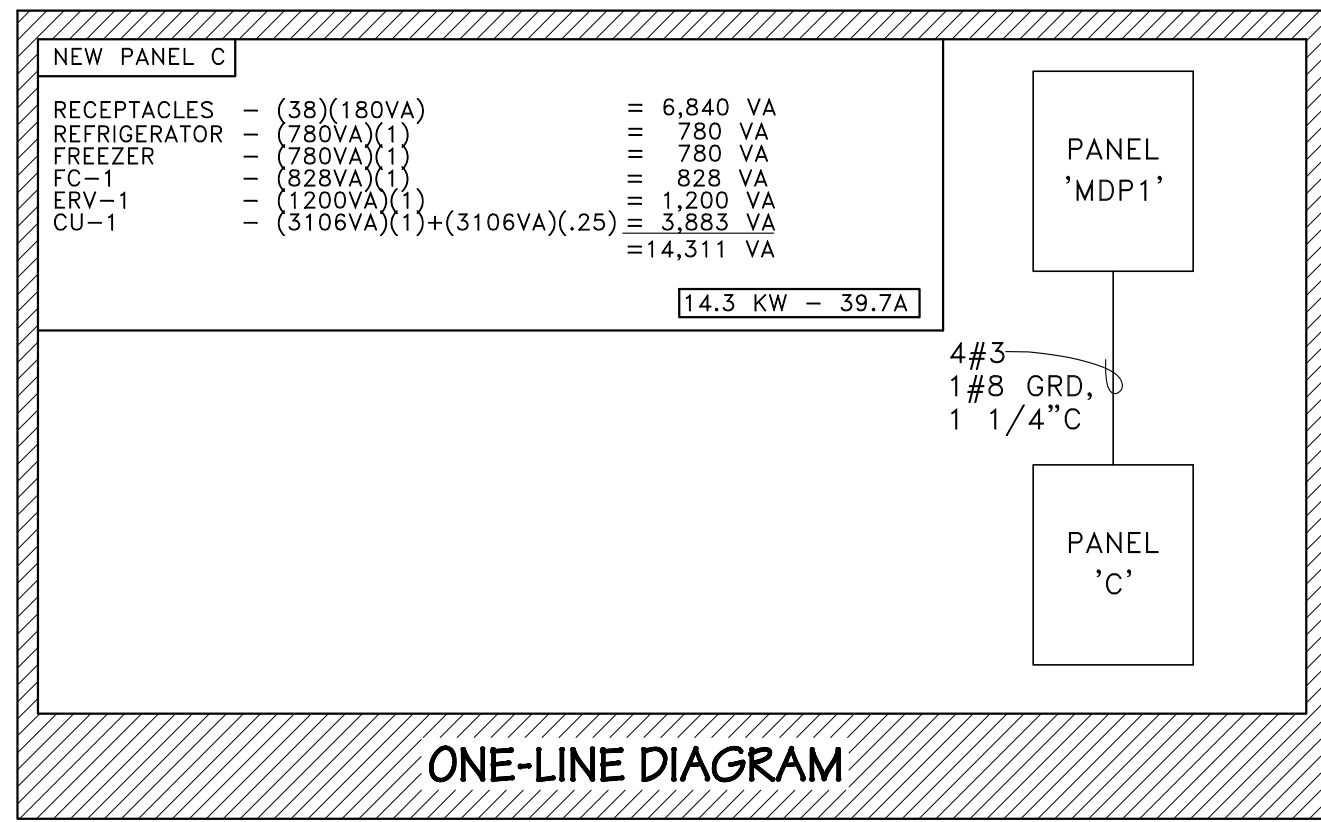 NEW PANEL C
RECEPTACLES - (38)(180VA) = 6,840 VA
REFRIGERATOR - (780VA)(1) = 780 VA
FREEZER - (780VA)(1) = 780 VA
FC-1 - (828VA)(1) = 828 VA
ERV-1 - (1200VA)(1) = 1,200 VA
CU-1 - (3106VA)(1)+(3106VA)(.25) = 3,883 VA
=14,311 VA
14.3 KW - 39.7A
PANEL
'MDP1'
4#3
1#8 GRD,
1 1/4"C
PANEL
'C'
ONE-LINE DIAGRAM